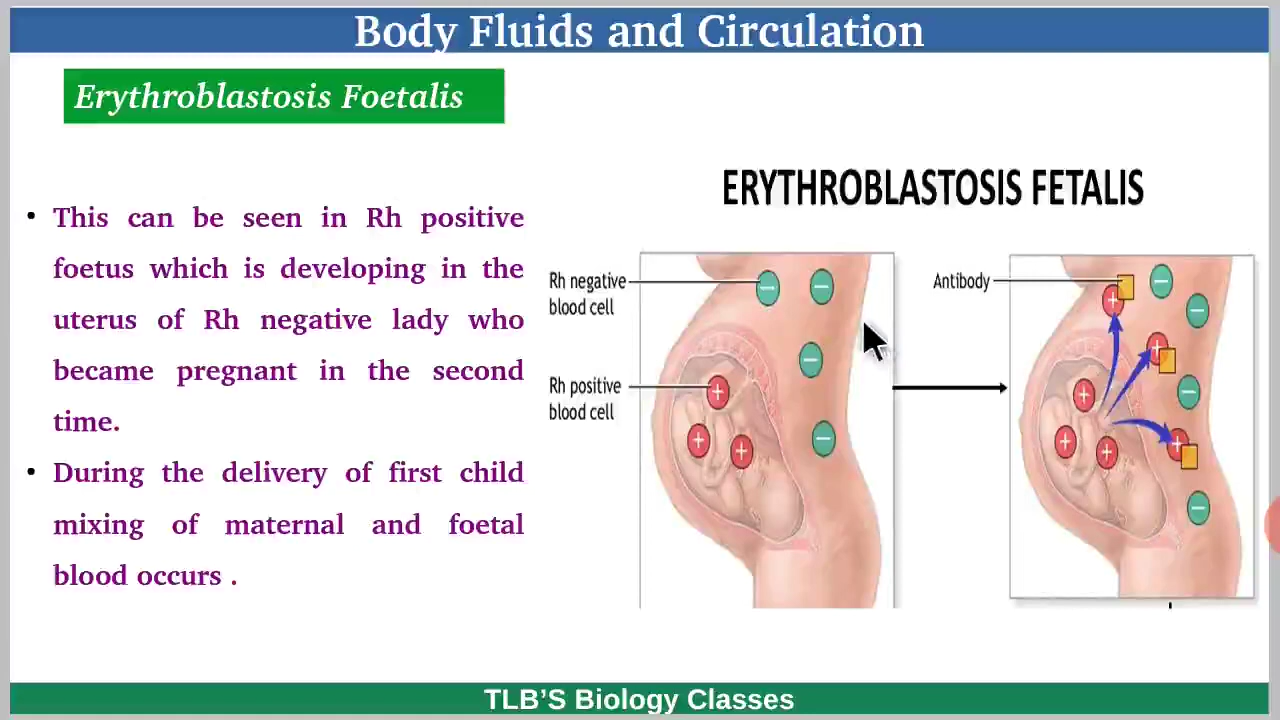 Body Fluids and Circulation
Erythroblastosis Foetalis
• This can be seen in Rh positive
foetus which is developing in the
uterus of Rh negative lady who
became pregnant in the second
time.
• During the delivery of first child
mixing of maternal and foetal
blood occurs .
ERYTHROBLASTOSIS FETALIS
Rh negative
blood cell
Rh positive
blood cell
Antibody
TLB’S Biology Classes